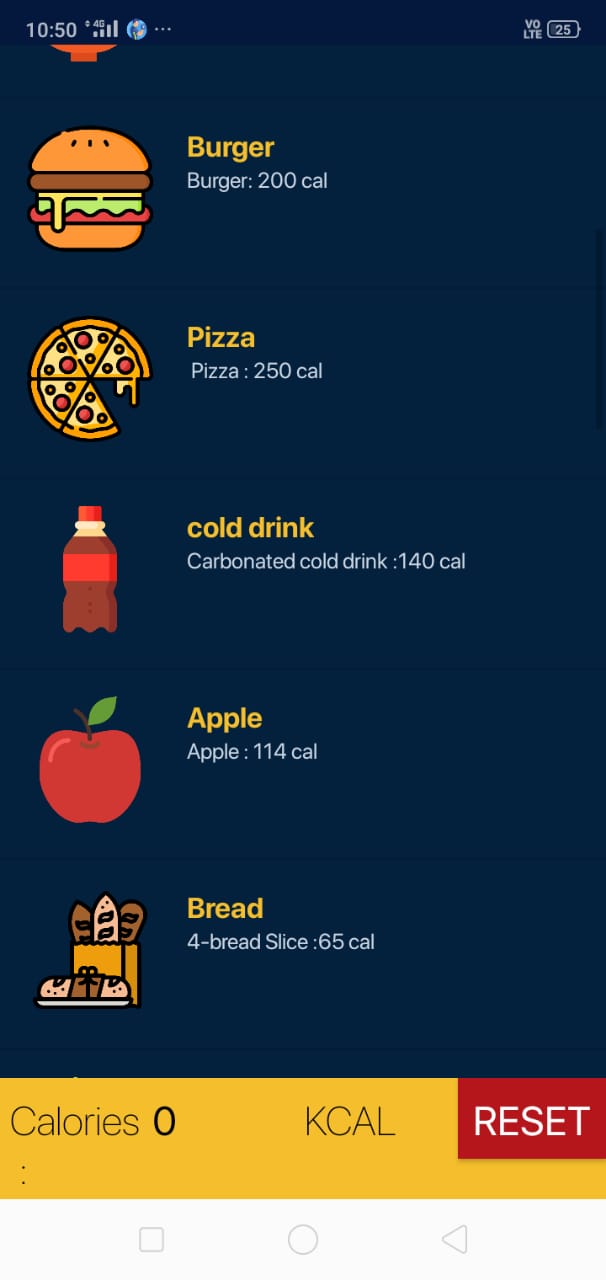 10:50 4G VO LTE 25
Burger
Burger: 200 cal
Pizza
Pizza : 250 cal
cold drink
Carbonated cold drink :140 cal
Apple
Apple : 114 cal
Bread
4-bread Slice :65 cal
Calories 0 KCAL RESET
: